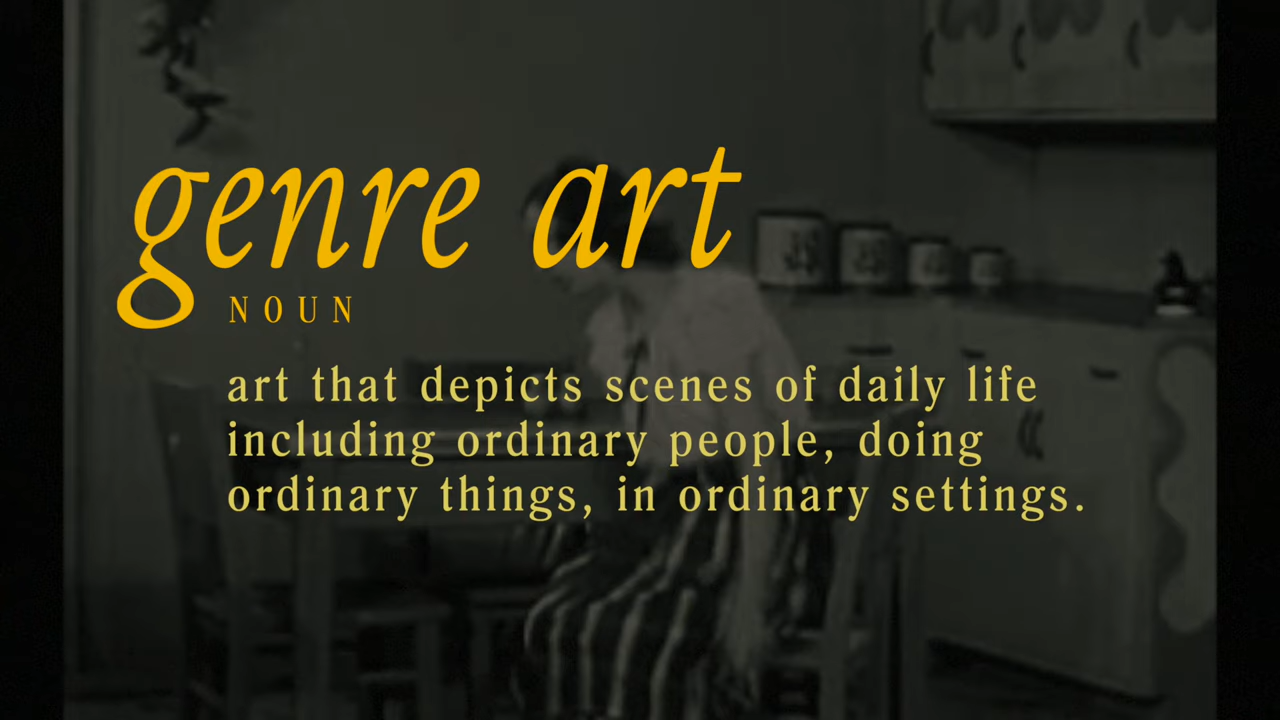 genre art
NOUN
art that depicts scenes of daily life
including ordinary people, doing
ordinary things, in ordinary settings.